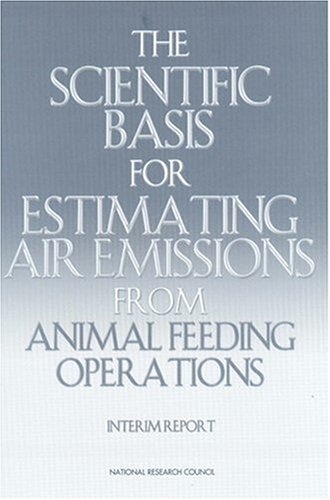 THE
SCIENTIFIC
BASIS
FOR
ESTIMATING
AIR EMISSIONS
FROM
ANIMAL FEEDING
OPERATIONS
INTERIM REPORT
NATIONAL RESEARCH COUNCIL